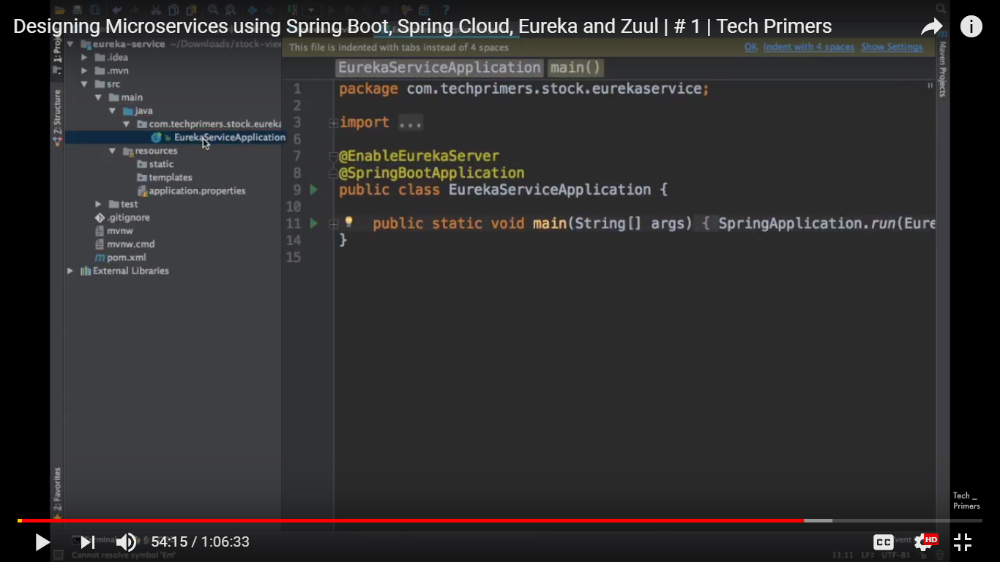 Designing Microservices using Spring Boot, Spring Cloud, Eureka and Zuul | # 1 | Tech Primers
eureka-service ~/Downloads/stock-view
.idea
.mvn
src
main
java
com.techprimers.stock.eureka
EurekaServiceApplication
resources
static
templates
application.properties
test
.gitignore
mvnw
mvnw.cmd
pom.xml
External Libraries
Z: Structure
2: Favorites
This file is indented with tabs instead of 4 spaces OK Indent with 4 spaces Show Settings
EurekaServiceApplication main()
1 package com.techprimers.stock.eurekaservice;
2
3 import ...
6
7 @EnableEurekaServer
8 @SpringBootApplication
9 public class EurekaServiceApplication {
10
11 public static void main(String[] args) { SpringApplication.run(Eure
14 }
15
Maven Projects
Tech _
Primers
54:15 / 1:06:33
CC HD
Cannot resolve symbol 'Em' 11:11 LF: UTF-8: